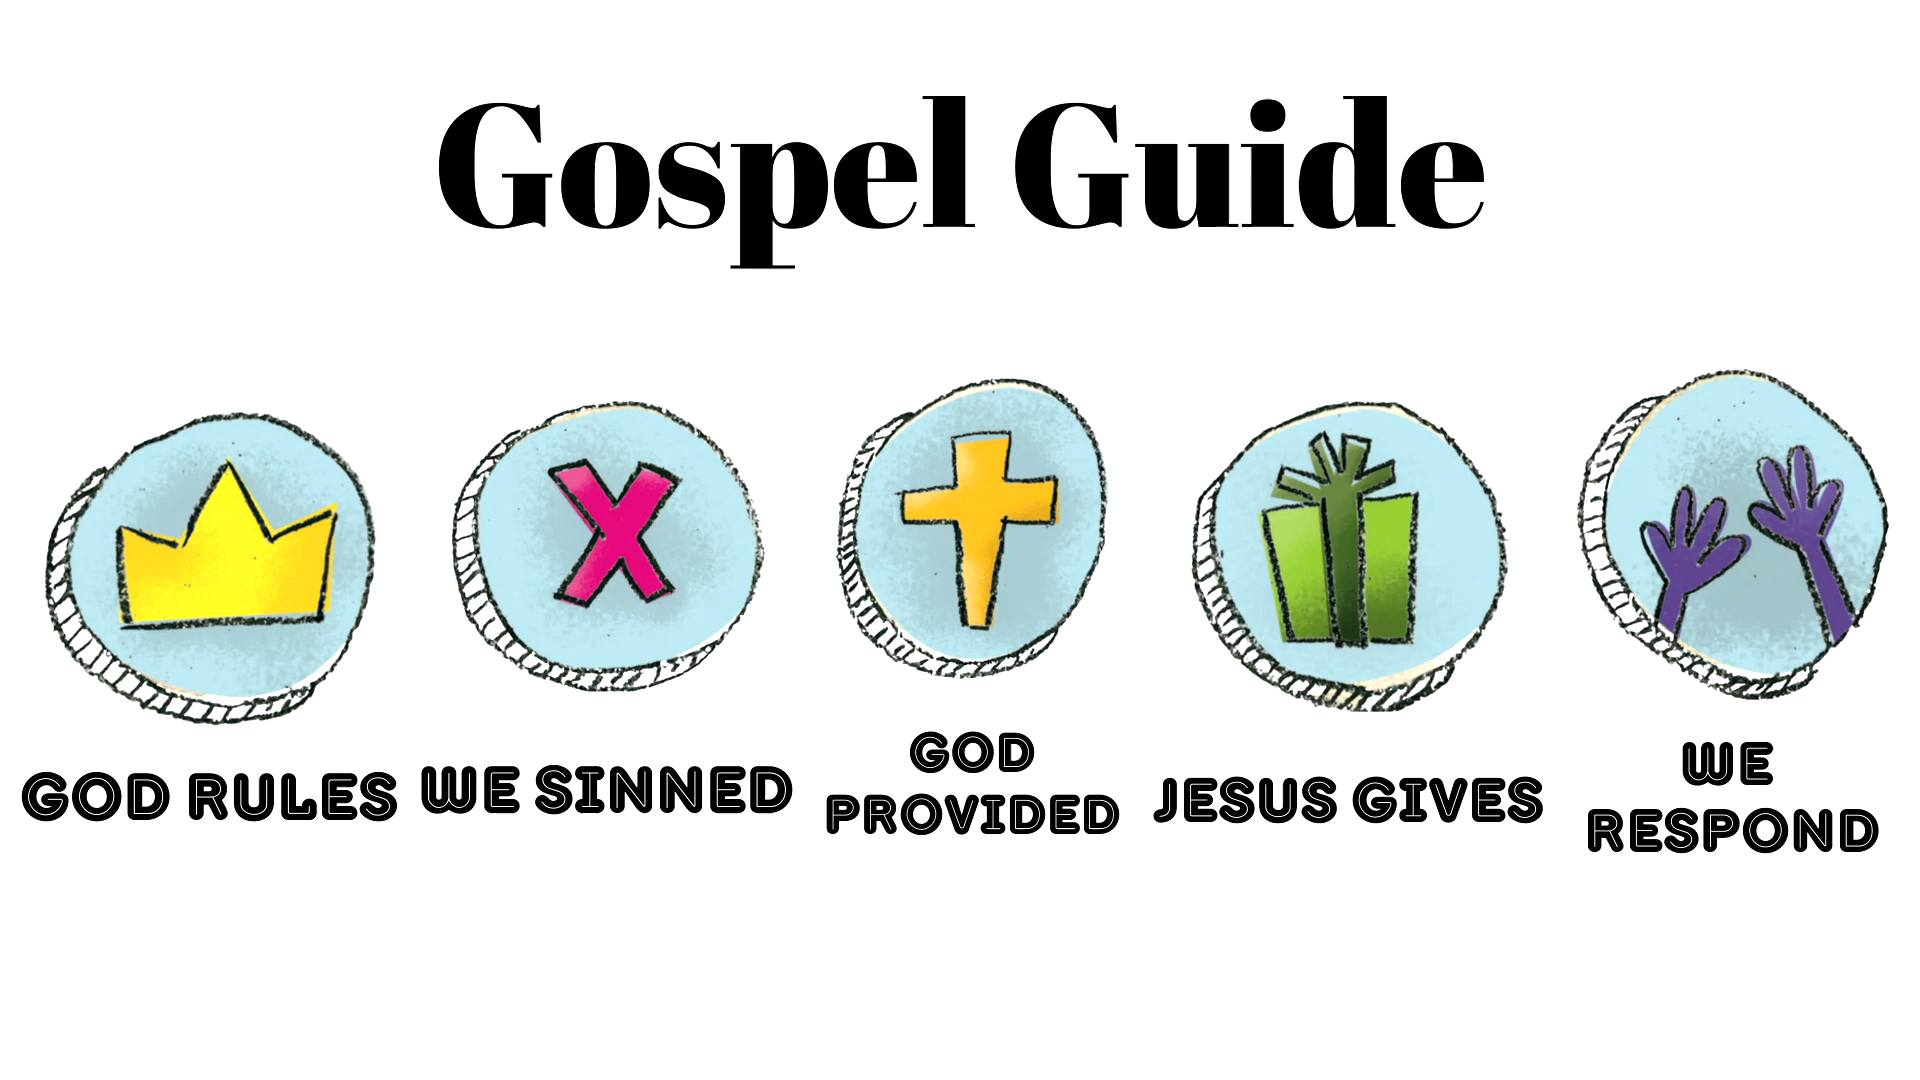 Gospel Guide
GOD RULES
WE SINNED
GOD
PROVIDED
JESUS GIVES
WE
RESPOND